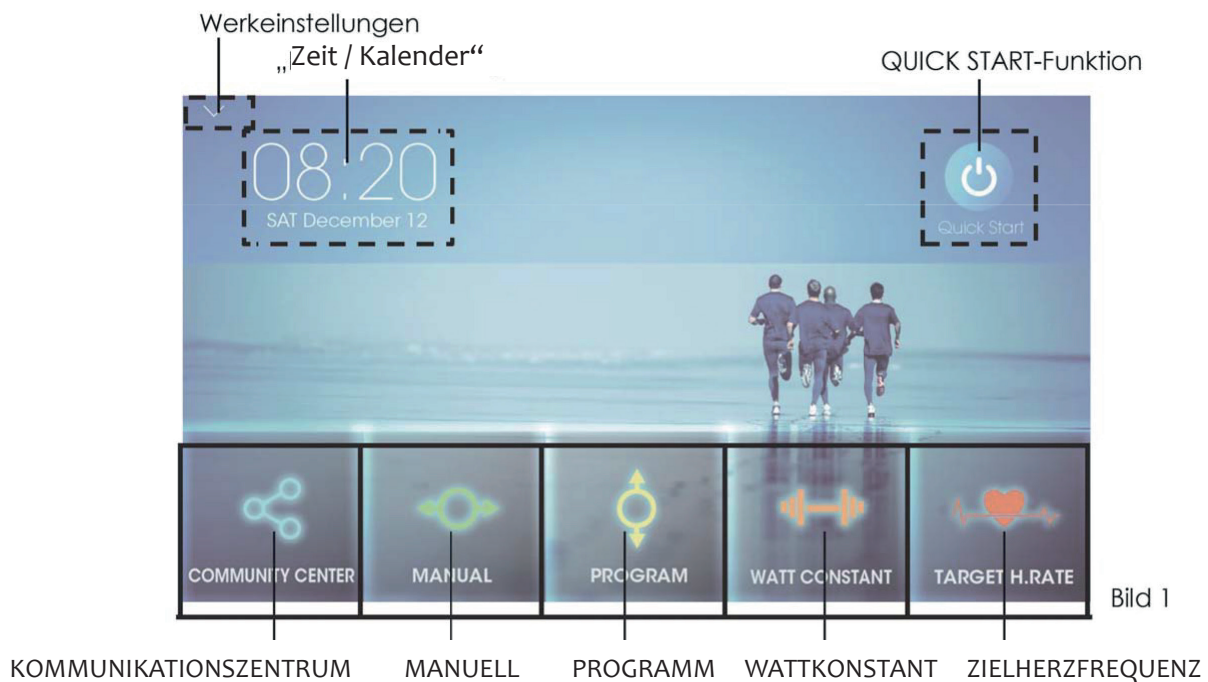 Werkeinstellungen
„Zeit / Kalender“
QUICK START-Funktion
08:20
SAT December 12
Quick Start
COMMUNITY CENTER
MANUAL
PROGRAM
WATT CONSTANT
TARGET H.RATE
Bild 1
KOMMUNIKATIONSZENTRUM MANUELL PROGRAMM WATTKONSTANT ZIELHERZFREQUENZ